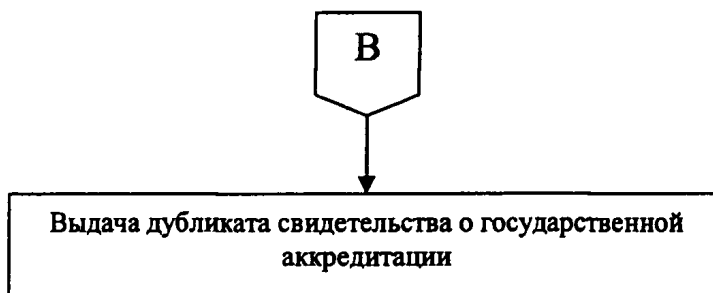 В
Выдача дубликата свидетельства о государственной
аккредитации